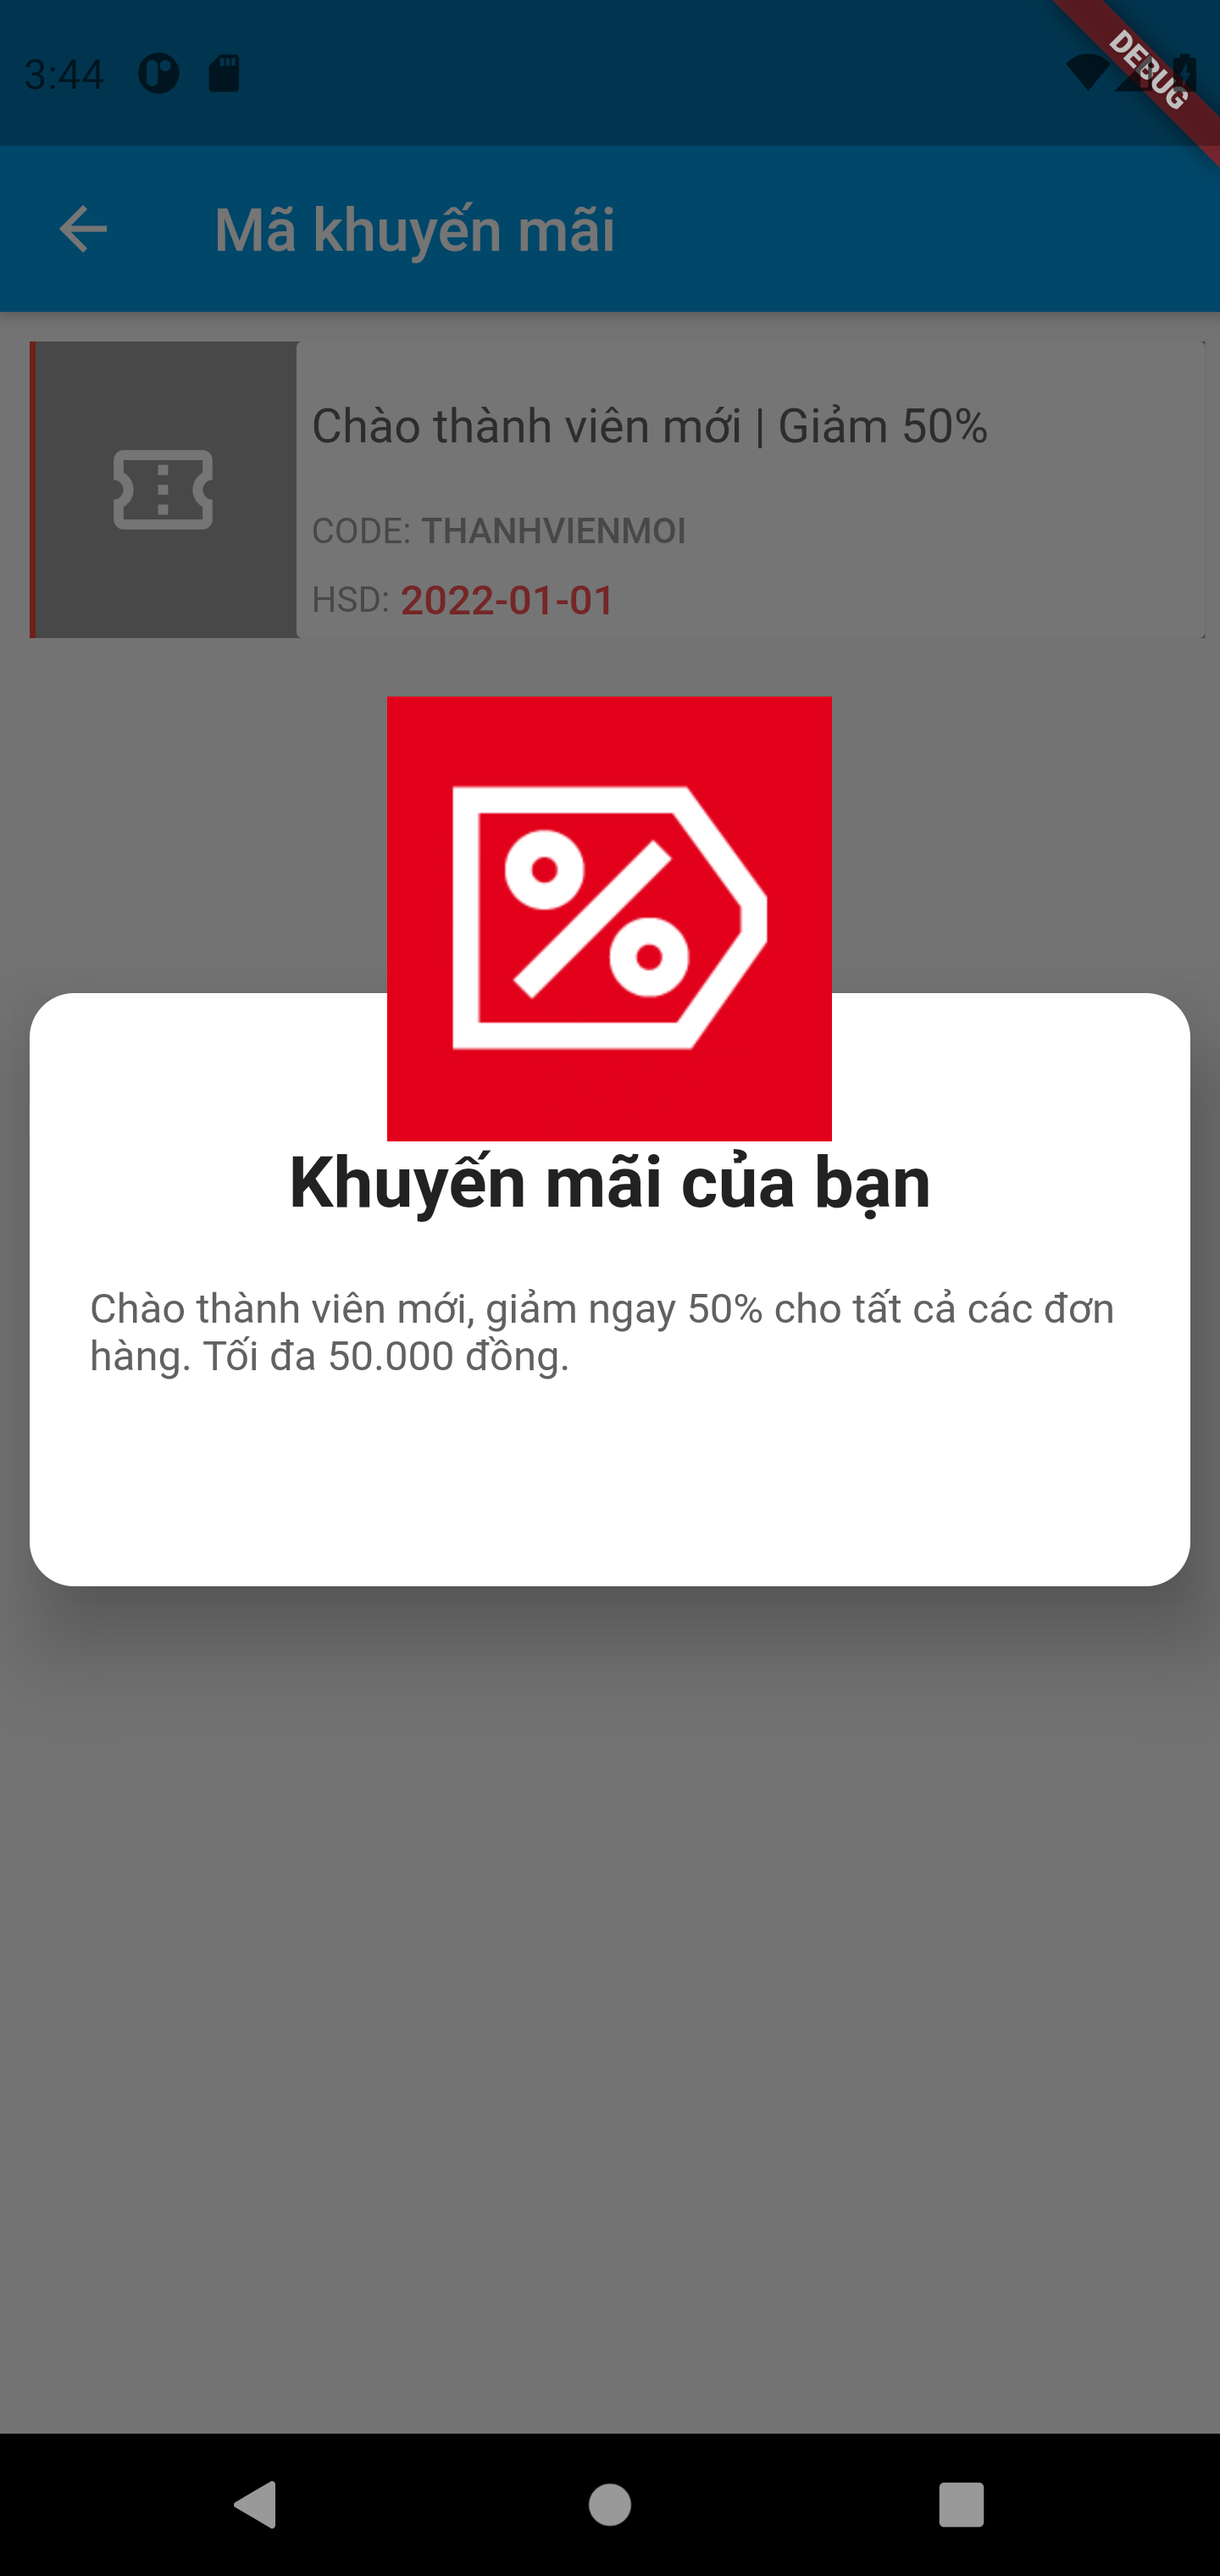 3:44
DEBUG
Mã khuyến mãi
Chào thành viên mới | Giảm 50%
CODE: THANHVIENMOI
HSD: 2022-01-01
%
Khuyến mãi của bạn
Chào thành viên mới, giảm ngay 50% cho tất cả các đơn
hàng. Tối đa 50.000 đồng.